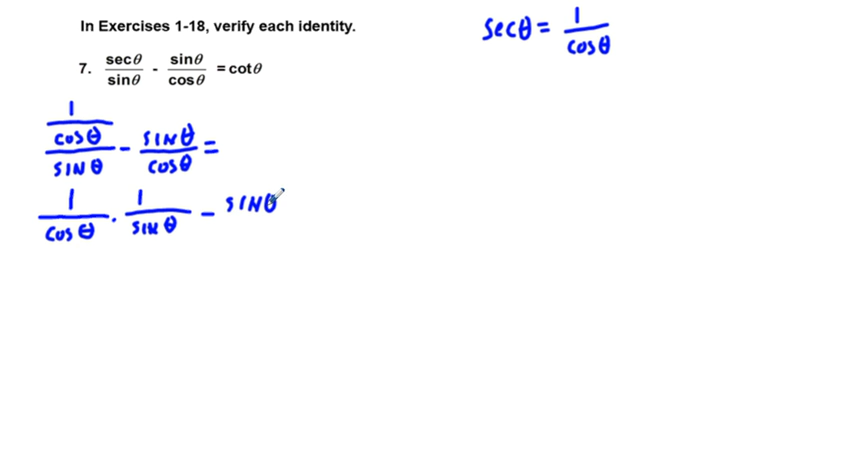 In Exercises 1-18, verify each identity.
secθ = 1/cosθ
7. secθ/sinθ - sinθ/cosθ = cotθ
(1/cosθ)/SINθ - SINθ/cosθ =
1/cosθ · 1/SINθ - SINθ